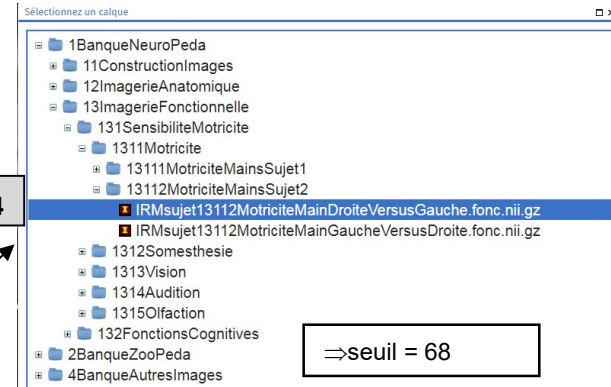 Sélectionnez un calque
1BanqueNeuroPeda
11ConstructionImages
12ImagerieAnatomique
13ImagerieFonctionnelle
131SensibiliteMotricite
1311Motricite
13111MotriciteMainsSujet1
13112MotriciteMainsSujet2
IRMsujet13112MotriciteMainDroiteVersusGauche.fonc.nii.gz
4
IRMsujet13112MotriciteMainGaucheVersusDroite.fonc.nii.gz
1312Somesthesie
1313Vision
1314Audition
1315Olfaction
132FonctionsCognitives
⇒seuil = 68
2BanqueZooPeda
4BanqueAutresImages